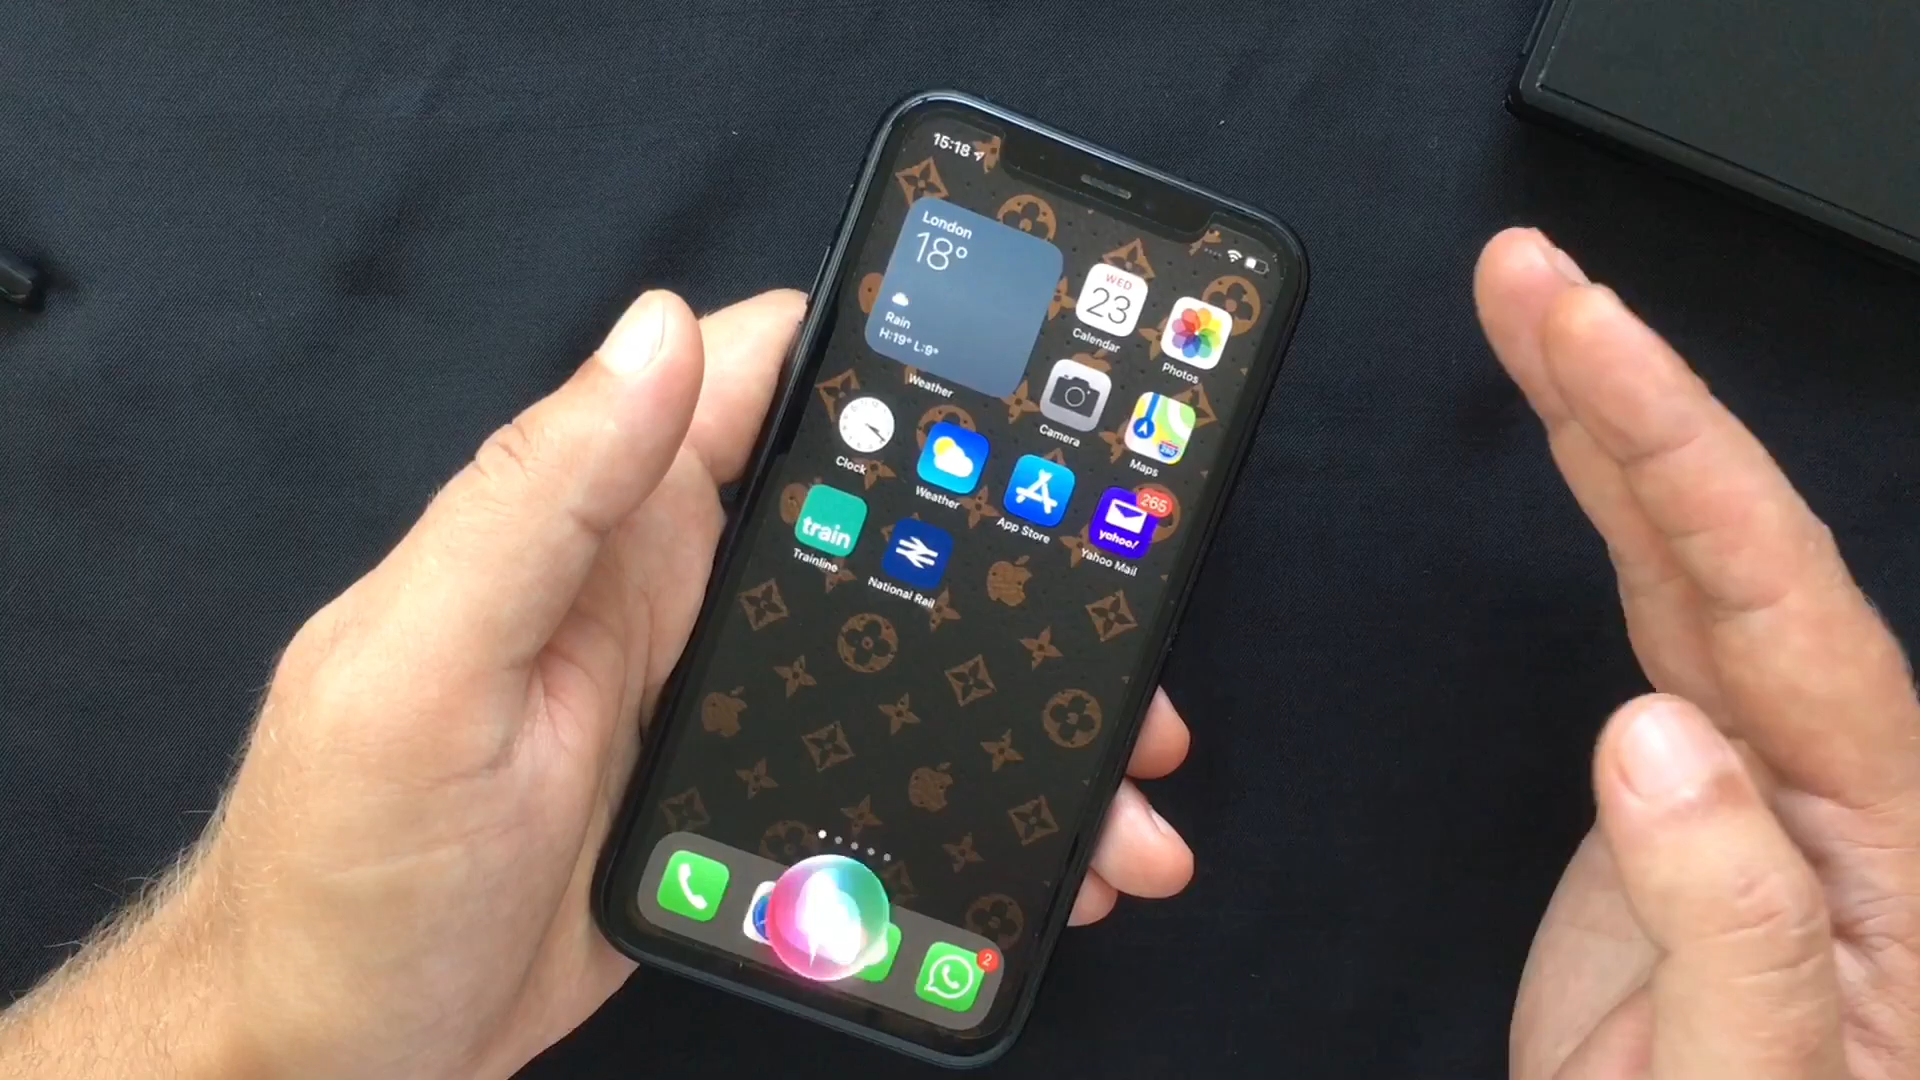 15:18
London
18°
Rain
H:19° L:9°
Weather
WED
23
Calendar
Photos
Camera
Maps
280
Clock
Weather
App Store
265
yahoo!
Yahoo Mail
train
Trainline
National Rail
2